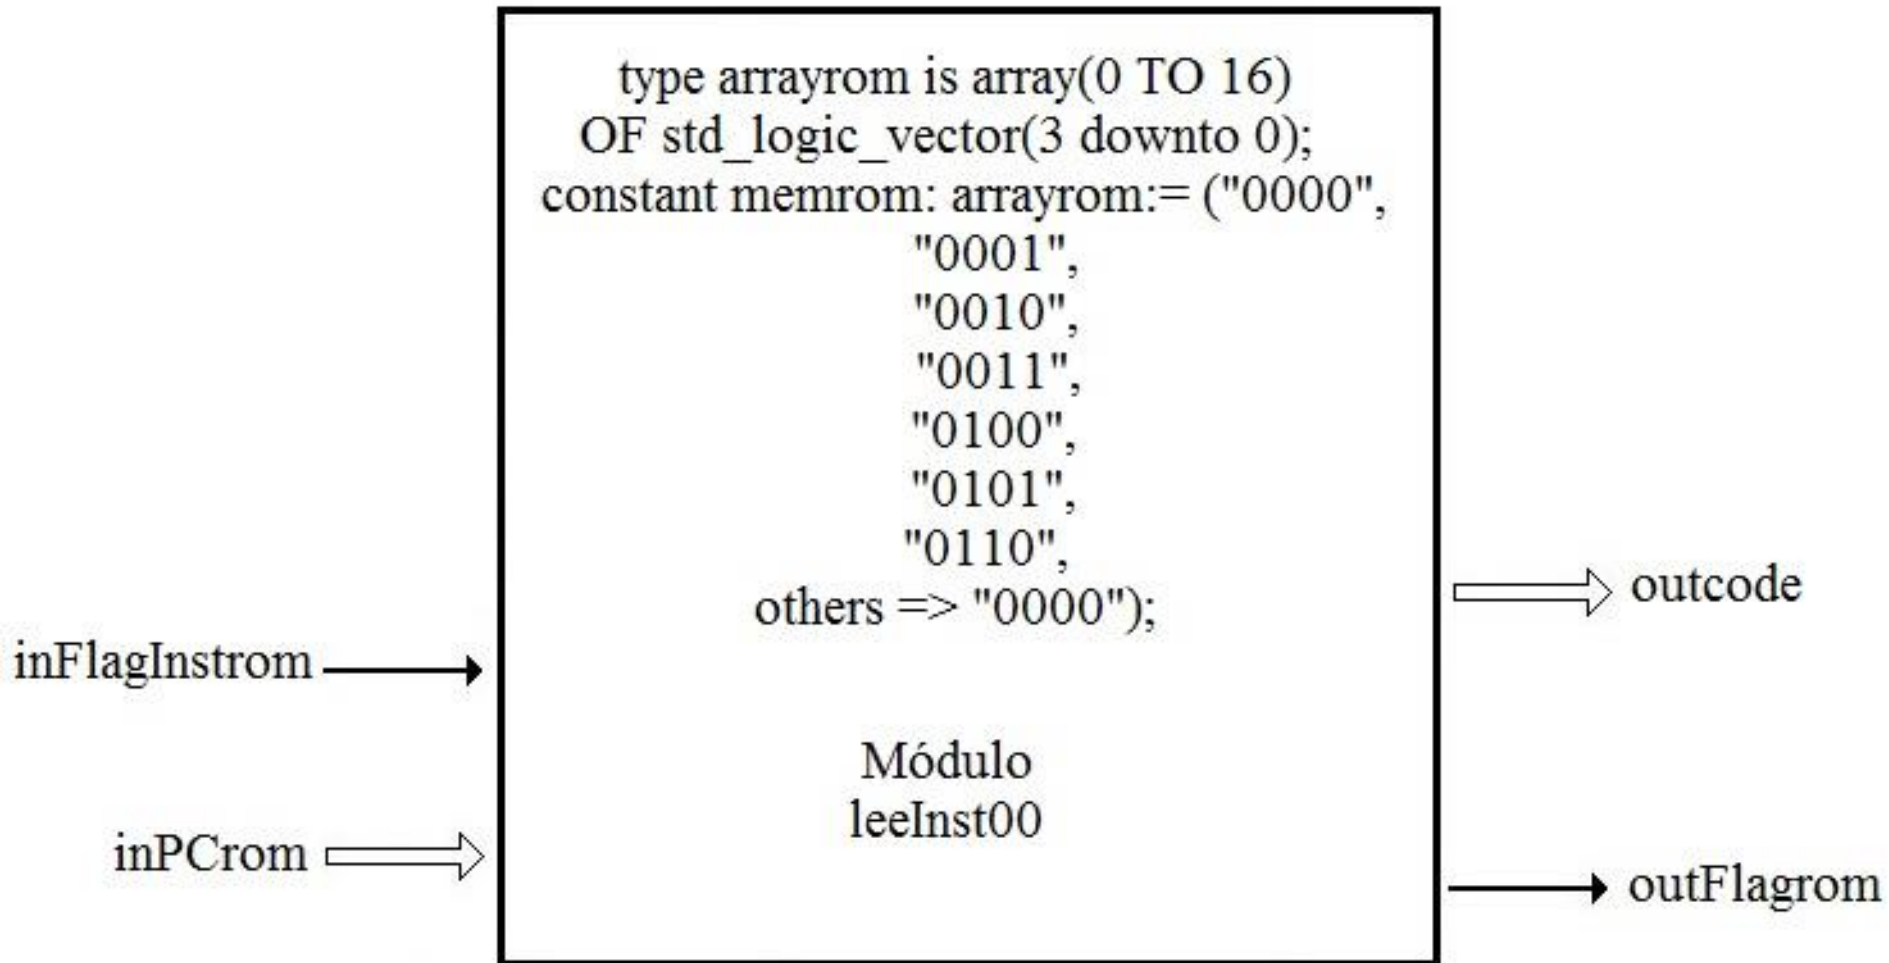 type arrayrom is array(0 TO 16)
OF std_logic_vector(3 downto 0);
constant memrom: arrayrom:= ("0000",
"0001",
"0010",
"0011",
"0100",
"0101",
"0110",
others => "0000");
outcode
inFlagInstrom
Módulo
leeInst00
inPCrom
outFlagrom